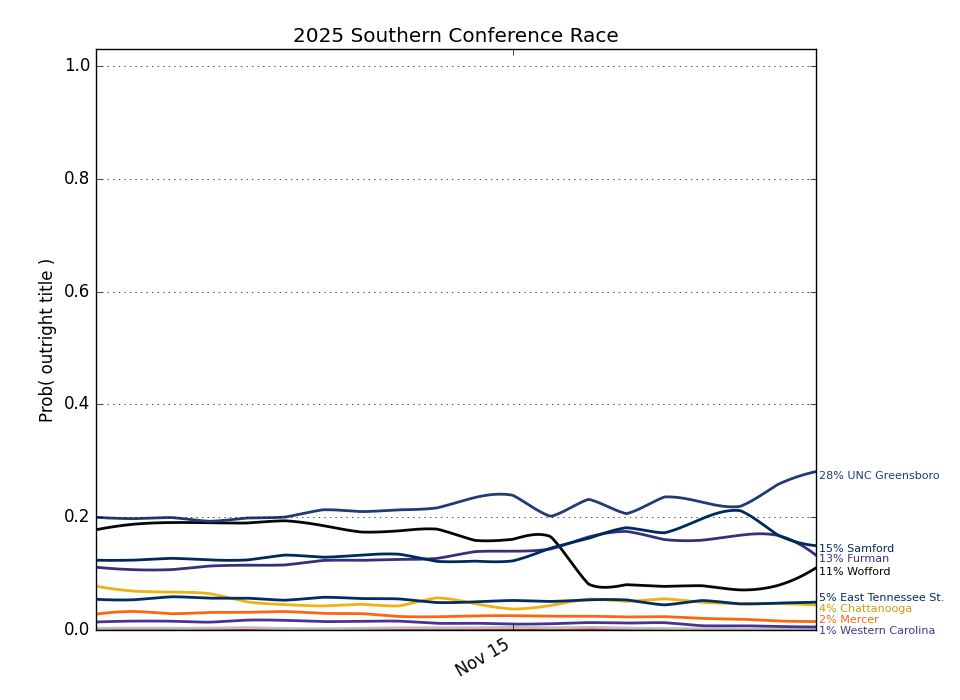 2025 Southern Conference Race
1.0
0.8
0.6
0.4
0.2
0.0
Prob( outright title )
Nov 15
28% UNC Greensboro
15% Samford
13% Furman
11% Wofford
5% East Tennessee St.
4% Chattanooga
2% Mercer
1% Western Carolina